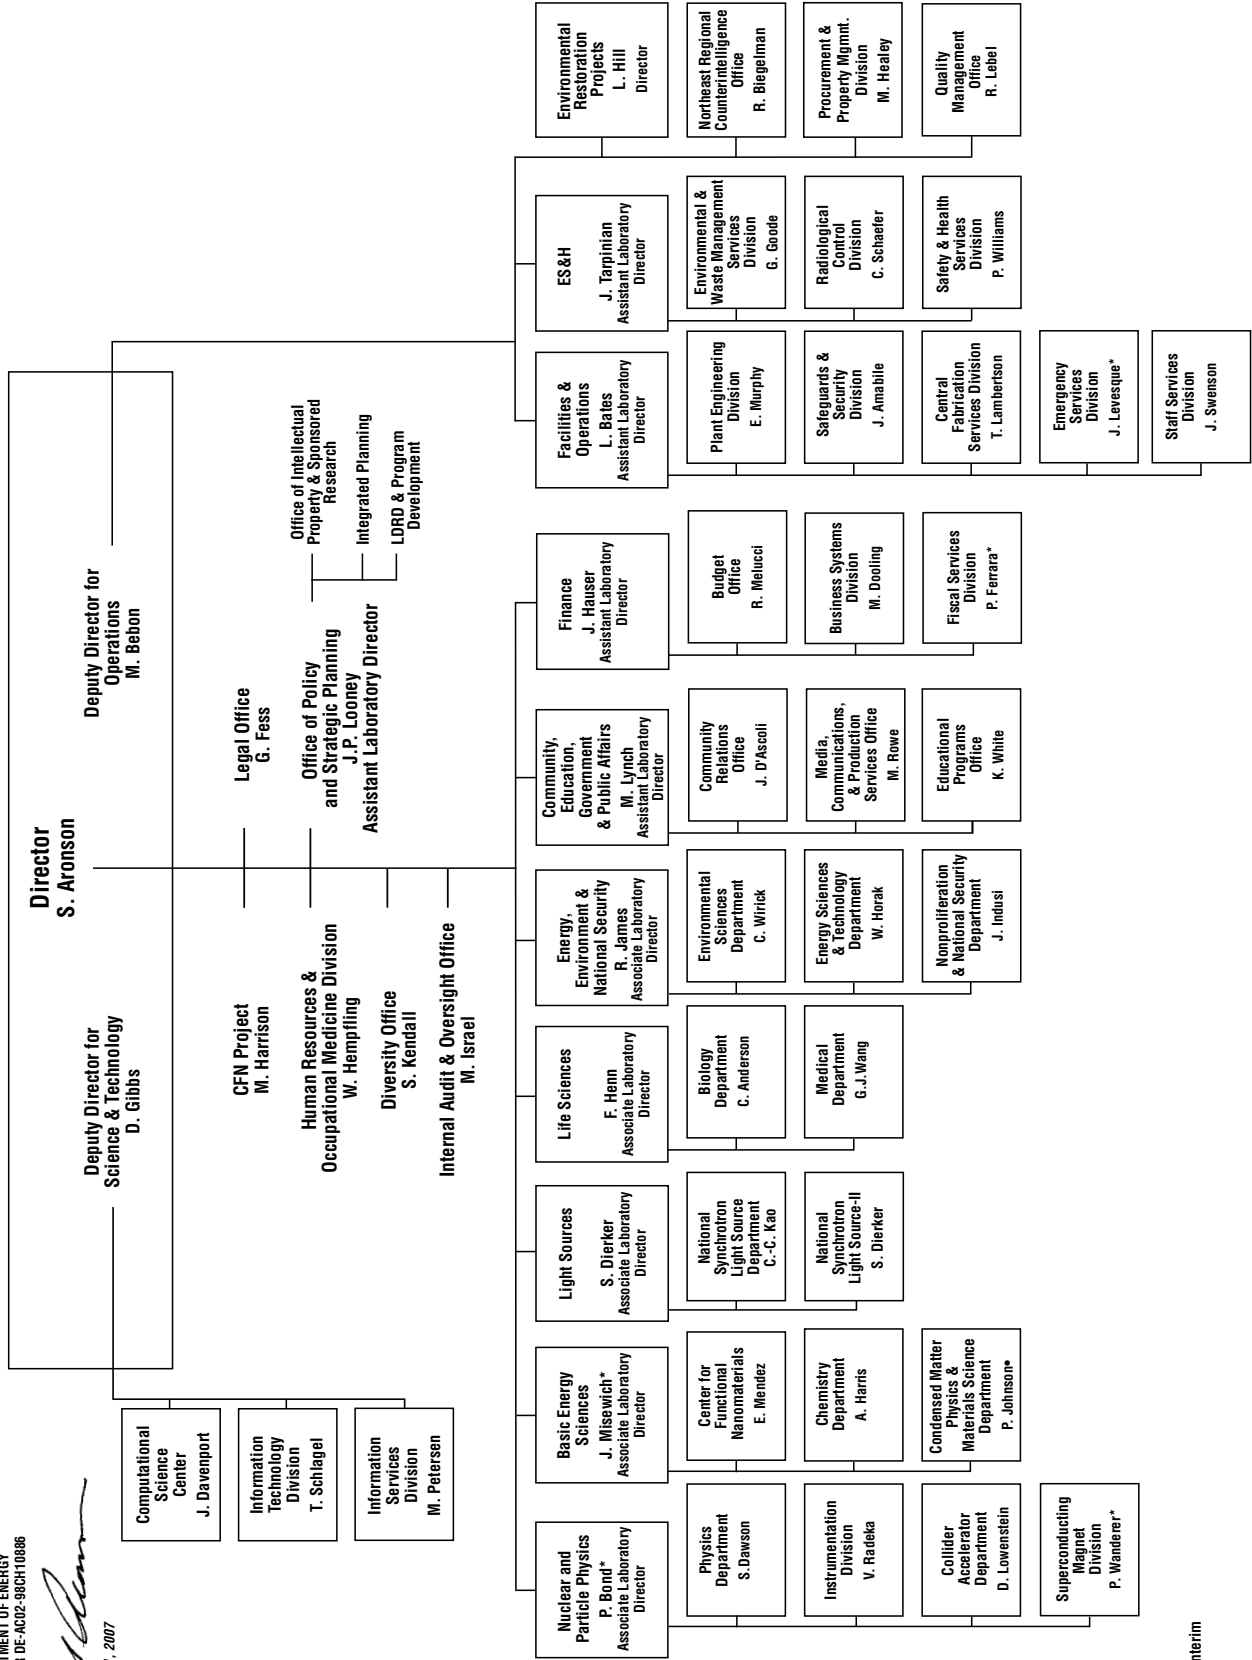 TMENT OF ENERGY
DE-AC02-98CH10886
, 2007
Director
S. Aronson
Deputy Director for
Science & Technology
D. Gibbs
Deputy Director for
Operations
M. Bebon
Computational
Science
Center
J. Davenport
Information
Technology
Division
T. Schlagel
Information
Services
Division
M. Petersen
CFN Project
M. Harrison
Legal Office
G. Fess
Human Resources &
Occupational Medicine Division
W. Hempfling
Office of Policy
and Strategic Planning
J.P. Looney
Assistant Laboratory Director
Office of Intellectual
Property & Sponsored
Research
Integrated Planning
LDRD & Program
Development
Diversity Office
S. Kendall
Internal Audit & Oversight Office
M. Israel
Nuclear and
Particle Physics
P. Bond*
Associate Laboratory
Director
Physics
Department
S.Dawson
Instrumentation
Division
V. Radeka
Collider
Accelerator
Department
D. Lowenstein
Superconducting
Magnet
Division
P. Wanderer*
Basic Energy
Sciences
J. Misewich*
Associate Laboratory
Director
Center for
Functional
Nanomaterials
E. Mendez
Chemistry
Department
A. Harris
Condensed Matter
Physics &
Materials Science
Department
P. Johnson•
Light Sources
S. Dierker
Associate Laboratory
Director
National
Synchrotron
Light Source
Department
C.-C. Kao
National
Synchrotron
Light Source-II
S. Dierker
Life Sciences
F. Henn
Associate Laboratory
Director
Biology
Department
C. Anderson
Medical
Department
G.J.Wang
Energy,
Environment &
National Security
R. James
Associate Laboratory
Director
Environmental
Sciences
Department
C. Wirick
Energy Sciences
& Technology
Department
W. Horak
Nonproliferation
& National Security
Department
J. Indusi
Community,
Education,
Government
& Public Affairs
M. Lynch
Assistant Laboratory
Director
Community
Relations
Office
J. D'Ascoli
Media,
Communications,
& Production
Services Office
M. Rowe
Educational
Programs
Office
K. White
Finance
J. Hauser
Assistant Laboratory
Director
Budget
Office
R. Melucci
Business Systems
Division
M. Dooling
Fiscal Services
Division
P. Ferrara*
Facilities &
Operations
L. Bates
Assistant Laboratory
Director
Plant Engineering
Division
E. Murphy
Safeguards &
Security
Division
J. Amabile
Central
Fabrication
Services Division
T. Lambertson
Emergency
Services
Division
J. Levesque*
Staff Services
Division
J. Swenson
ES&H
J. Tarpinian
Assistant Laboratory
Director
Environmental &
Waste Management
Services
Division
G. Goode
Radiological
Control
Division
C. Schaefer
Safety & Health
Services
Division
P. Williams
Environmental
Restoration
Projects
L. Hill
Director
Northeast Regional
Counterintelligence
Office
R. Biegelman
Procurement &
Property Mgmnt.
Division
M. Healey
Quality
Management
Office
R. Lebel
nterim